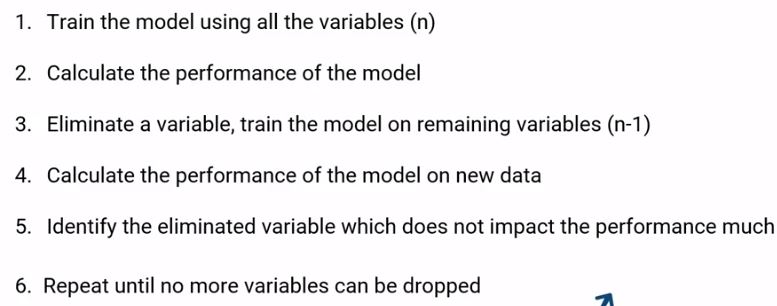 1. Train the model using all the variables (n)
2. Calculate the performance of the model
3. Eliminate a variable, train the model on remaining variables (n-1)
4. Calculate the performance of the model on new data
5. Identify the eliminated variable which does not impact the performance much
6. Repeat until no more variables can be dropped